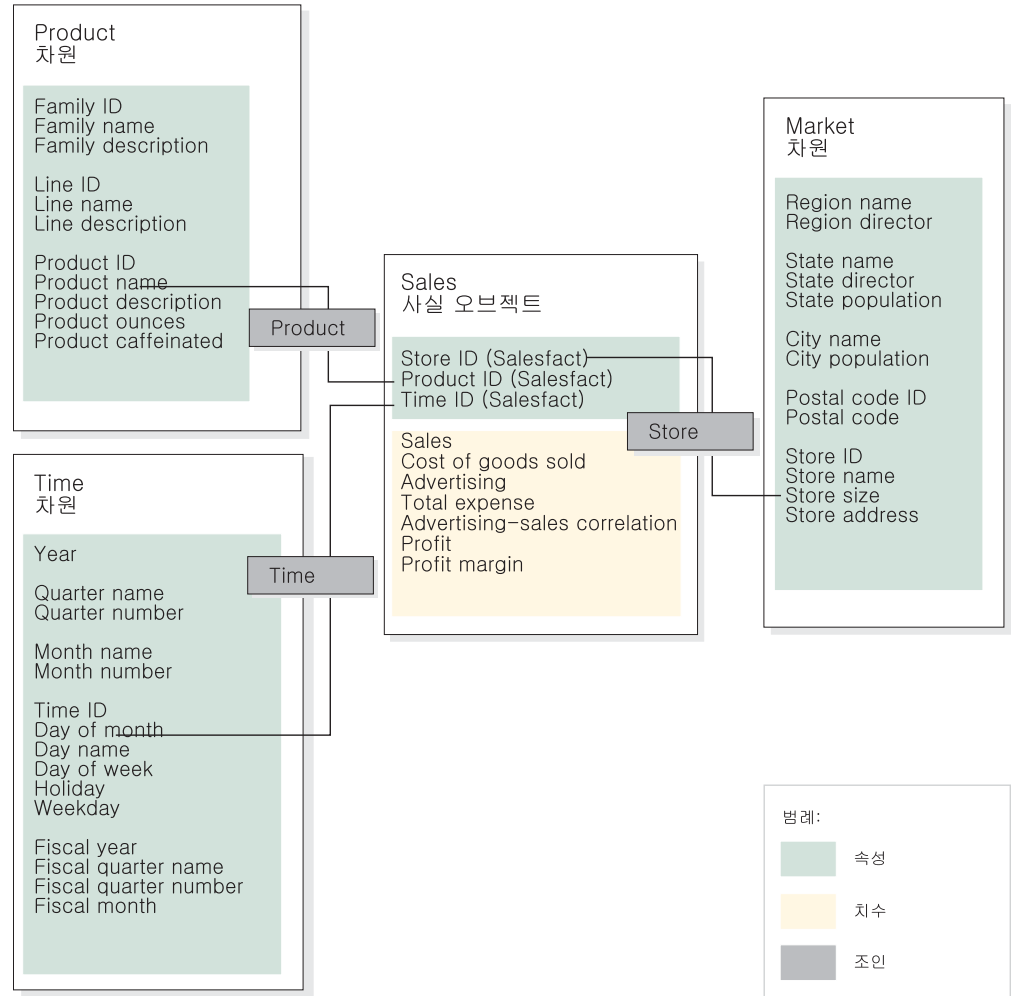 Product
차원
Family ID
Family name
Family description
Line ID
Line name
Line description
Product ID
Product name
Product description
Product ounces
Product caffeinated
Product
Time
차원
Year
Quarter name
Quarter number
Month name
Month number
Time ID
Day of month
Day name
Day of week
Holiday
Weekday
Fiscal year
Fiscal quarter name
Fiscal quarter number
Fiscal month
Time
Sales
사실 오브젝트
Store ID (Salesfact)
Product ID (Salesfact)
Time ID (Salesfact)
Sales
Cost of goods sold
Advertising
Total expense
Advertising-sales correlation
Profit
Profit margin
Store
Market
차원
Region name
Region director
State name
State director
State population
City name
City population
Postal code ID
Postal code
Store ID
Store name
Store size
Store address
범례:
속성
치수
조인